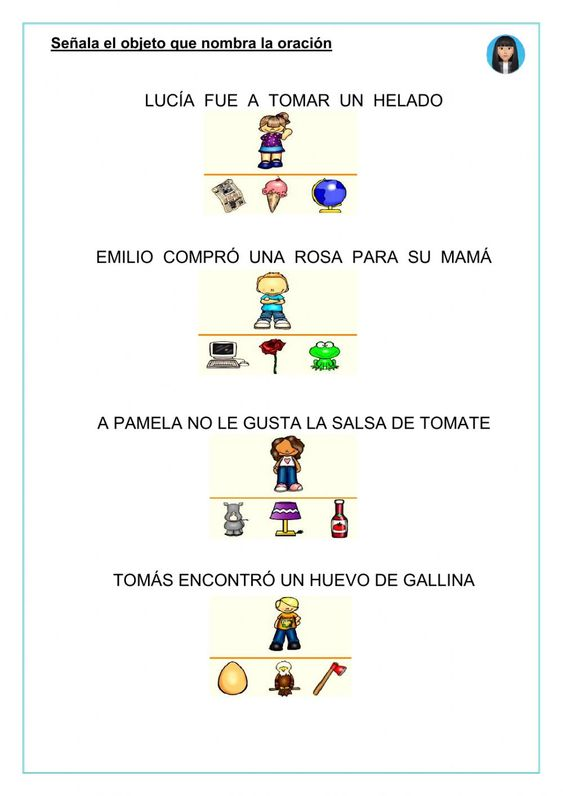 Señala el objeto que nombra la oración
LUCÍA FUE A TOMAR UN HELADO
EMILIO COMPRÓ UNA ROSA PARA SU MAMÁ
A PAMELA NO LE GUSTA LA SALSA DE TOMATE
TOMÁS ENCONTRÓ UN HUEVO DE GALLINA